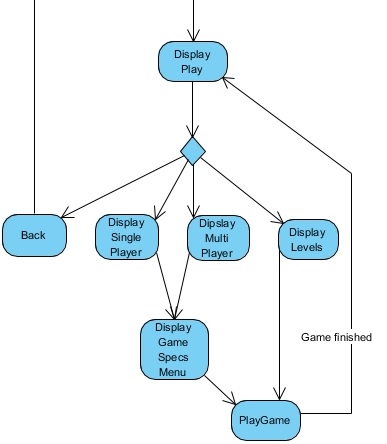 Display
Play
Back
Display
Single
Player
Dipslay
Multi
Player
Display
Levels
Display
Game
Specs
Menu
Game finished
PlayGame